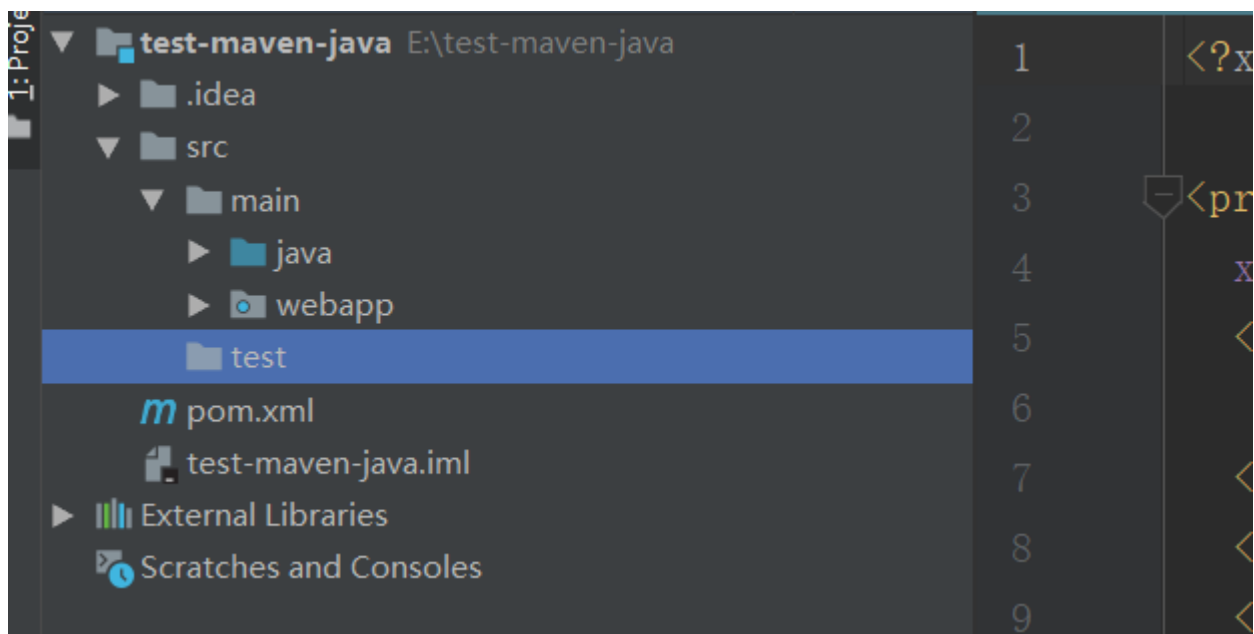 1: Proje
test-maven-java E:\test-maven-java
.idea
src
main
java
webapp
test
pom.xml
test-maven-java.iml
External Libraries
Scratches and Consoles
1 <?x
2
3 <pr
4 x
5 <
6
7 <
8 <
9 <